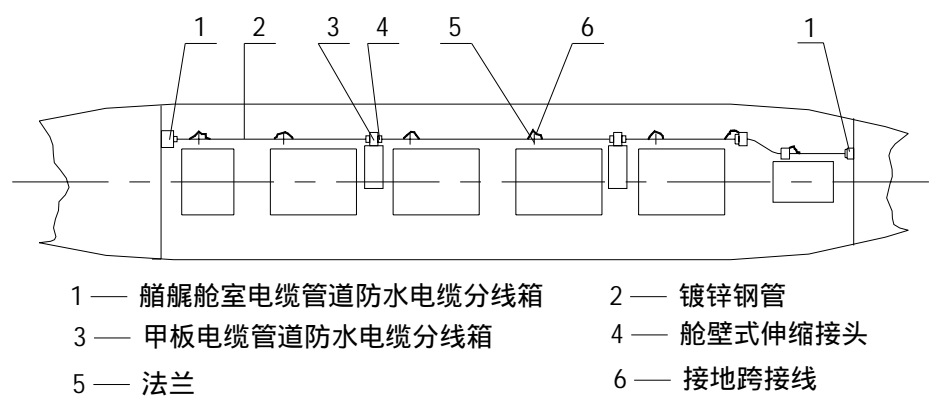 1 2 3 4 5 6 1
1 — 艏艉舱室电缆管道防水电缆分线箱 2 — 镀锌钢管
3 — 甲板电缆管道防水电缆分线箱 4 — 舱壁式伸缩接头
5 — 法兰 6 — 接地跨接线